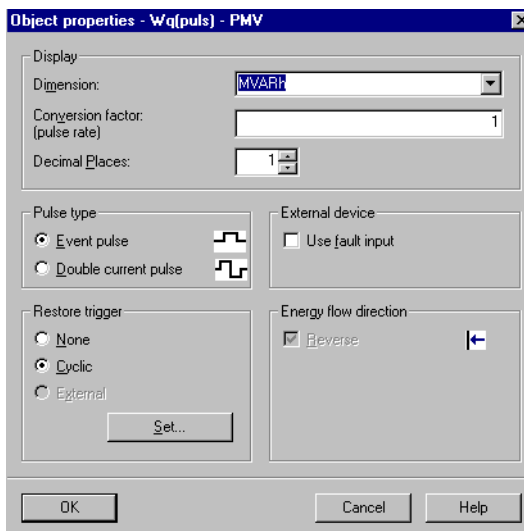 Object properties - Wq(puls) - PMV
Display
Dimension:
MVARh
Conversion factor:
(pulse rate)
1
Decimal Places:
1
Pulse type
Event pulse
Double current pulse
External device
Use fault input
Restore trigger
None
Cyclic
External
Set...
Energy flow direction
Reverse
OK
Cancel
Help